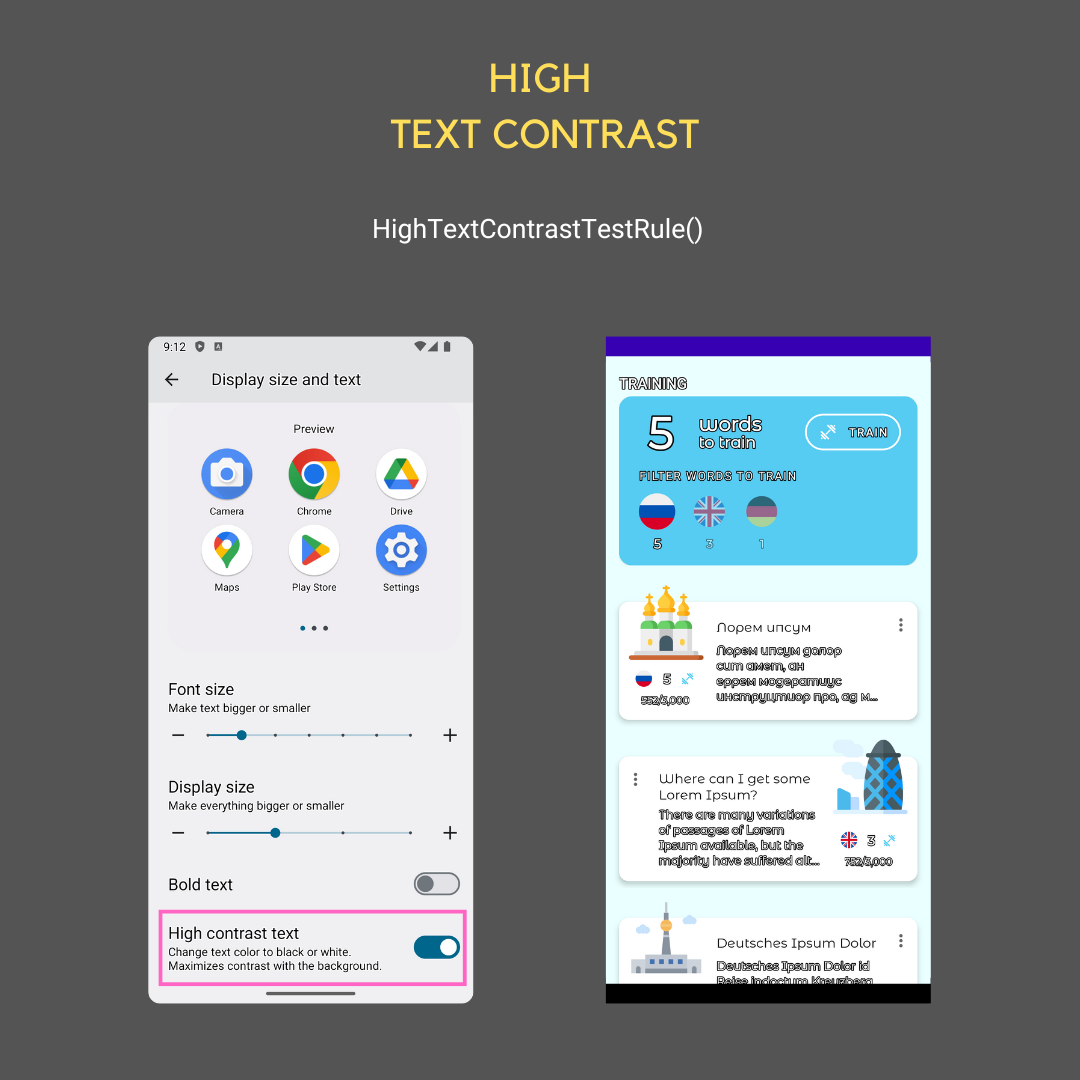 HIGH
TEXT CONTRAST
HighTextContrastTestRule()
9:12
Display size and text
Preview
Camera
Chrome
Drive
Maps
Play Store
Settings
Font size
Make text bigger or smaller
Display size
Make everything bigger or smaller
Bold text
High contrast text
Change text color to black or white.
Maximizes contrast with the background.
TRAINING
5
words
to train
TRAIN
FILTER WORDS TO TRAIN
5
3
1
Лорем ипсум
Лорем ипсум долор
сит амет, ан
еррем модератиус
инструцтиор про, ад м...
5
552/3,000
Where can I get some
Lorem Ipsum?
There are many variations
of passages of Lorem
Ipsum available, but the
majority have suffered alt...
3
752/3,000
Deutsches Ipsum Dolor
Deutsches Ipsum Dolor id
Reise indoctum Kreuzberg